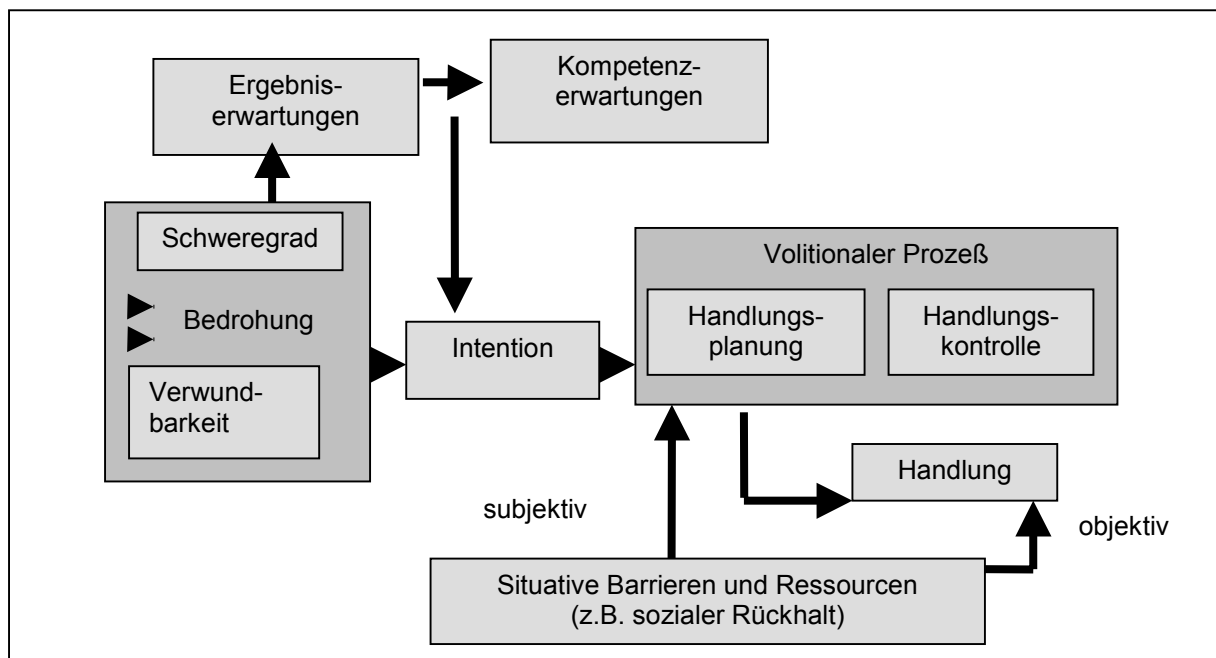 Ergebnis-
erwartungen
Kompetenz-
erwartungen
Schweregrad
Bedrohung
Verwund-
barkeit
Intention
Volitionaler Prozeß
Handlungs-
planung
Handlungs-
kontrolle
Handlung
subjektiv
objektiv
Situative Barrieren und Ressourcen
(z.B. sozialer Rückhalt)